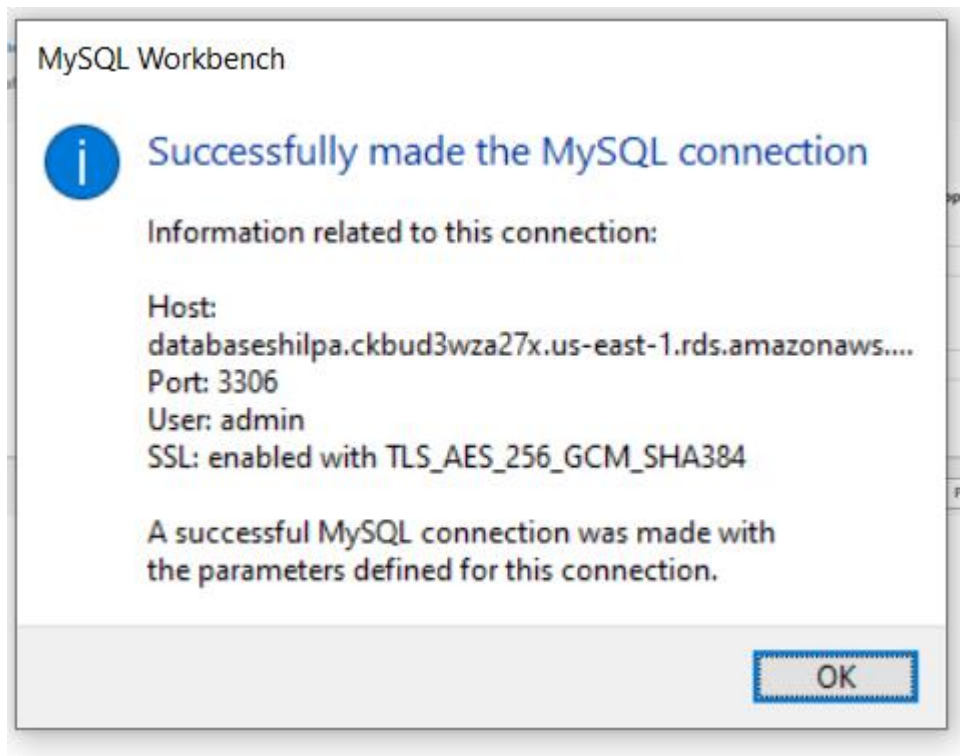 MySQL Workbench
i
Successfully made the MySQL connection
Information related to this connection:
Host:
databaseshilpa.ckbud3wza27x.us-east-1.rds.amazonaws....
Port: 3306
User: admin
SSL: enabled with TLS_AES_256_GCM_SHA384
A successful MySQL connection was made with
the parameters defined for this connection.
OK